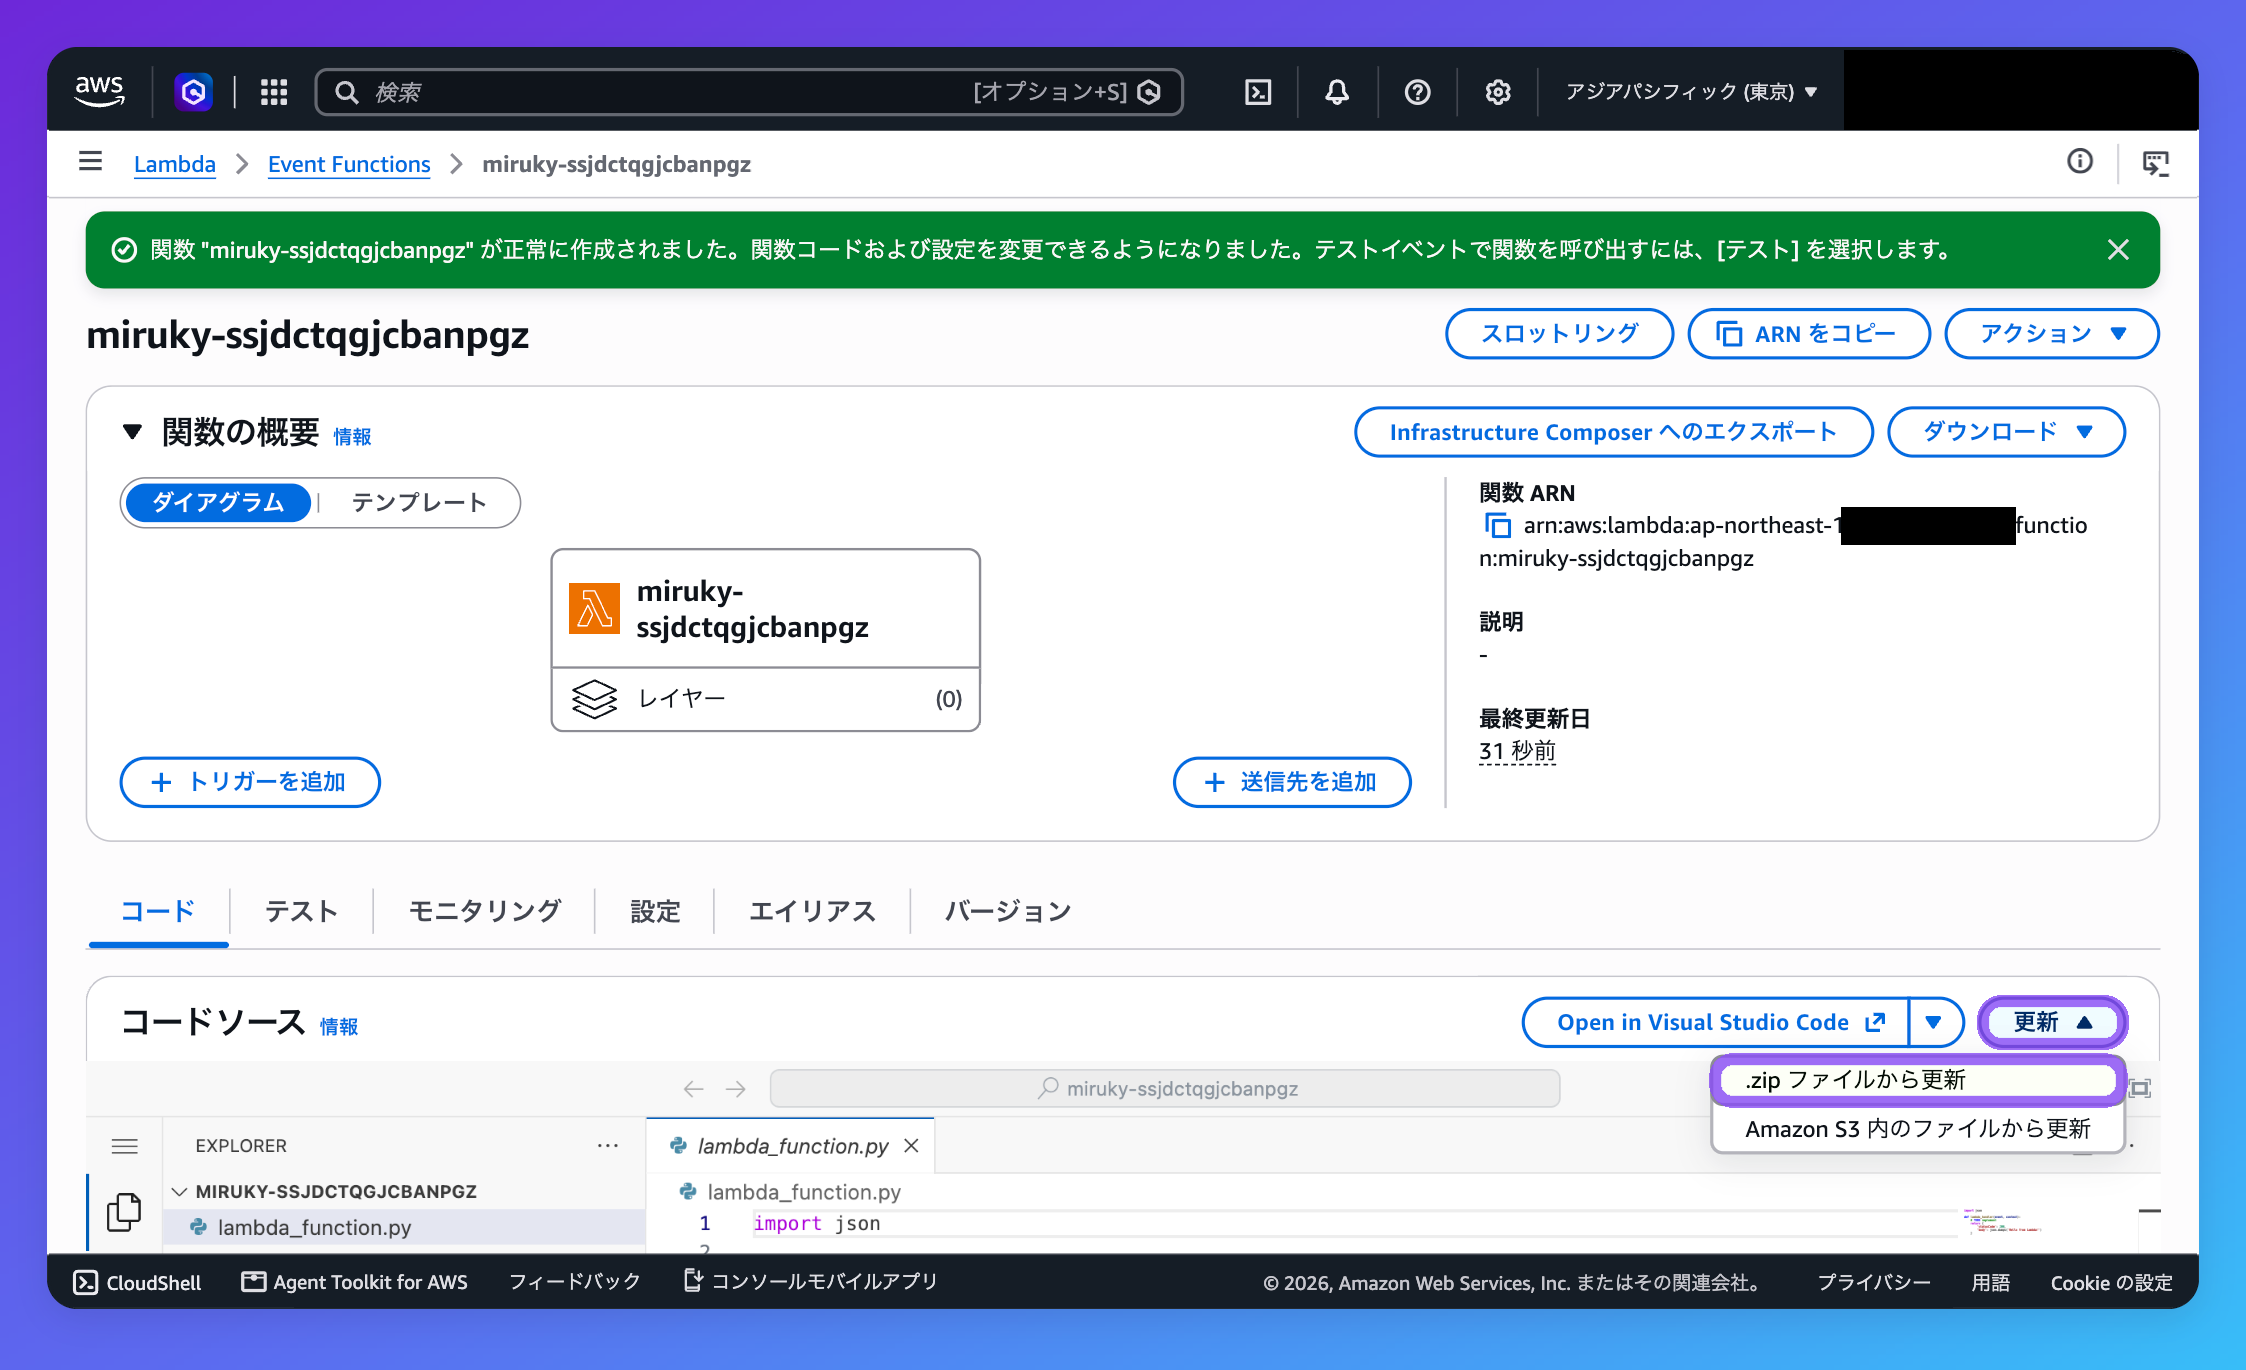 aws
検索
[オプション+S]
アジアパシフィック (東京) ▼
Lambda > Event Functions > miruky-ssjdctqgjcbanpgz
関数 "miruky-ssjdctqgjcbanpgz" が正常に作成されました。関数コードおよび設定を変更できるようになりました。テストイベントで関数を呼び出すには、[テスト] を選択します。
miruky-ssjdctqgjcbanpgz
スロットリング
ARN をコピー
アクション ▼
▼ 関数の概要 情報
Infrastructure Composer へのエクスポート
ダウンロード ▼
ダイアグラム | テンプレート
miruky-
ssjdctqgjcbanpgz
レイヤー (0)
+ トリガーを追加
+ 送信先を追加
関数 ARN
arn:aws:lambda:ap-northeast-1
functio
n:miruky-ssjdctqgjcbanpgz
説明
-
最終更新日
31 秒前
コード
テスト
モニタリング
設定
エイリアス
バージョン
コードソース 情報
Open in Visual Studio Code
更新 ▲
.zip ファイルから更新
Amazon S3 内のファイルから更新
miruky-ssjdctqgjcbanpgz
EXPLORER
MIRUKY-SSJDCTQGJCBANPGZ
lambda_function.py
lambda_function.py
lambda_function.py
1 import json
2
CloudShell
Agent Toolkit for AWS
フィードバック
コンソールモバイルアプリ
© 2026, Amazon Web Services, Inc. またはその関連会社。
プライバシー
用語
Cookie の設定